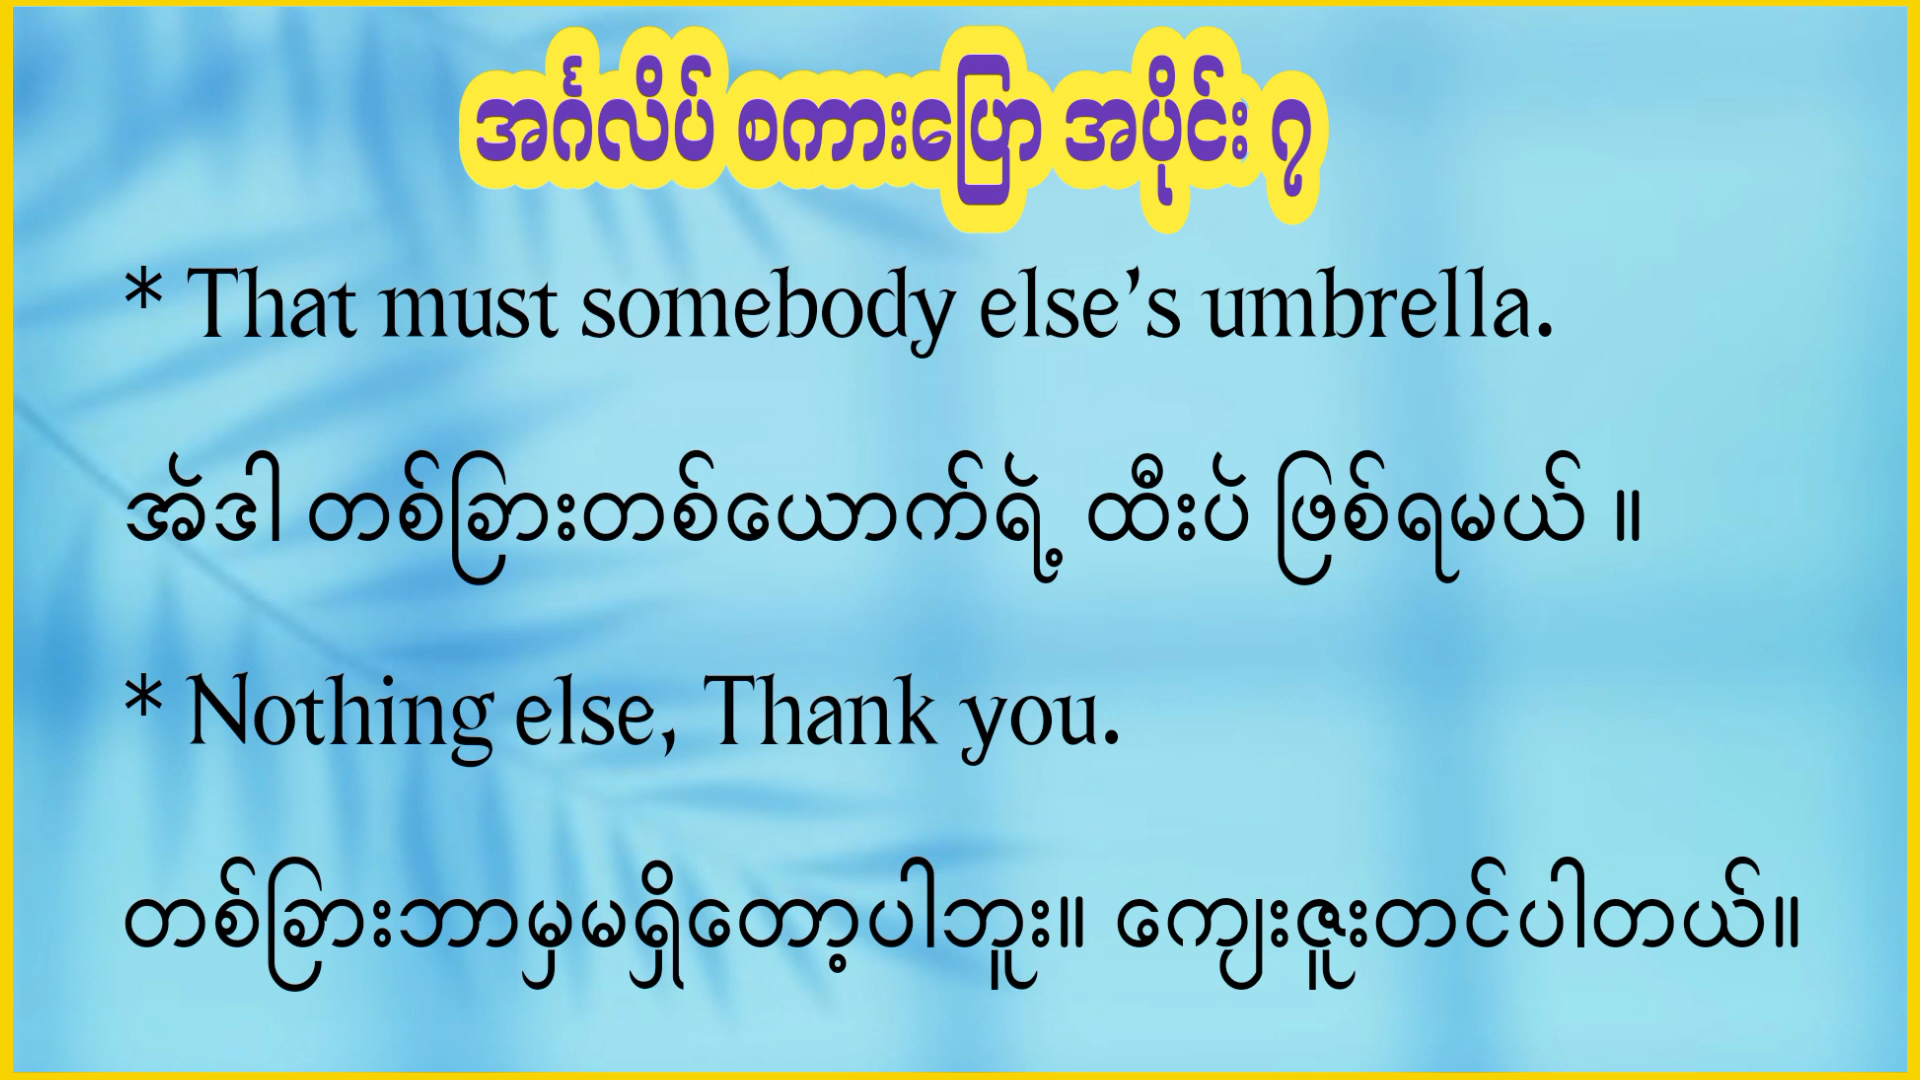 အင်္ဂလိပ် စကားပြော အပိုင်း ၇
* That must somebody else’s umbrella.
အဲဒါ တစ်ခြားတစ်ယောက်ရဲ့ ထီးပဲ ဖြစ်ရမယ် ။
* Nothing else, Thank you.
တစ်ခြားဘာမှမရှိတော့ပါဘူး။ ကျေးဇူးတင်ပါတယ်။